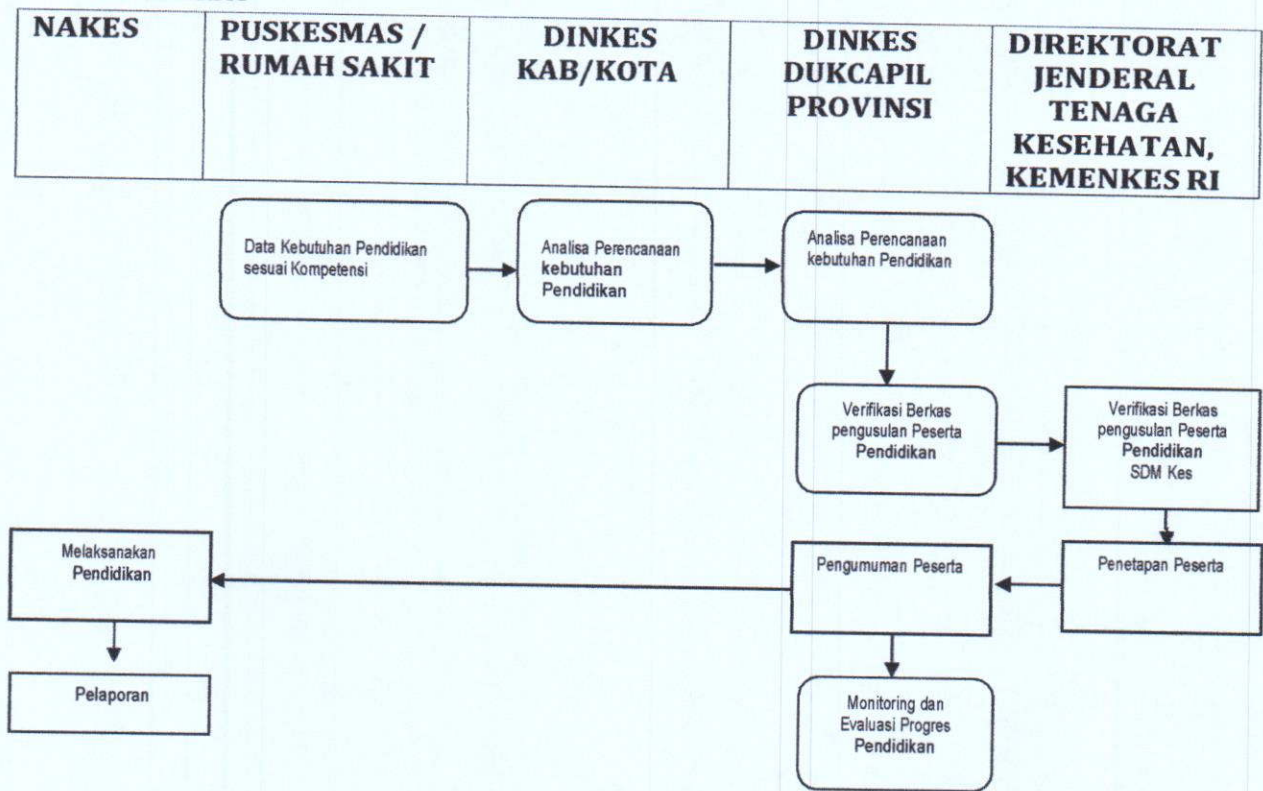 NAKES
PUSKESMAS /
RUMAH SAKIT
DINKES
KAB/KOTA
DINKES
DUKCAPIL
PROVINSI
DIREKTORAT
JENDERAL
TENAGA
KESEHATAN,
KEMENKES RI
Data Kebutuhan Pendidikan
sesuai Kompetensi
Analisa Perencanaan
kebutuhan
Pendidikan
Analisa Perencanaan
kebutuhan Pendidikan
Verifikasi Berkas
pengusulan Peserta
Pendidikan
Verifikasi Berkas
pengusulan Peserta
Pendidikan
SDM Kes
Melaksanakan
Pendidikan
Pengumuman Peserta
Penetapan Peserta
Pelaporan
Monitoring dan
Evaluasi Progres
Pendidikan